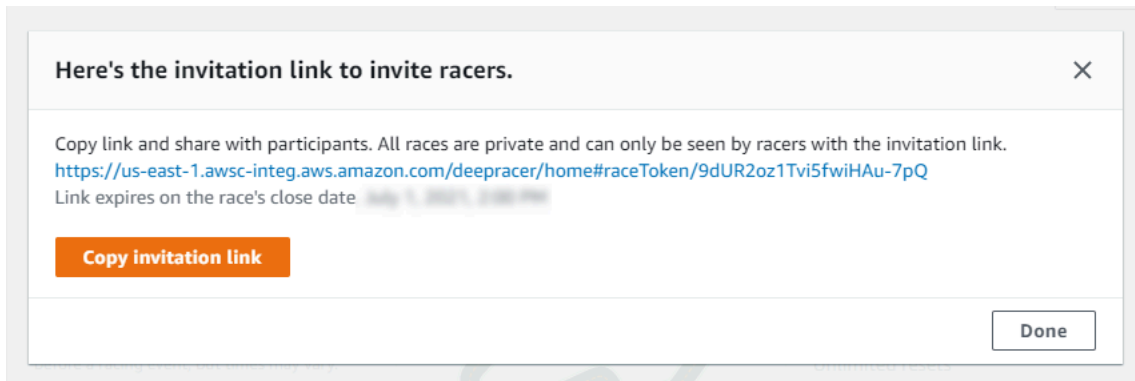 Here's the invitation link to invite racers.
Copy link and share with participants. All races are private and can only be seen by racers with the invitation link.
https://us-east-1.awsc-integ.aws.amazon.com/deepracer/home#raceToken/9dUR2oz1Tvi5fwiHAu-7pQ
Link expires on the race's close date
Copy invitation link
Done